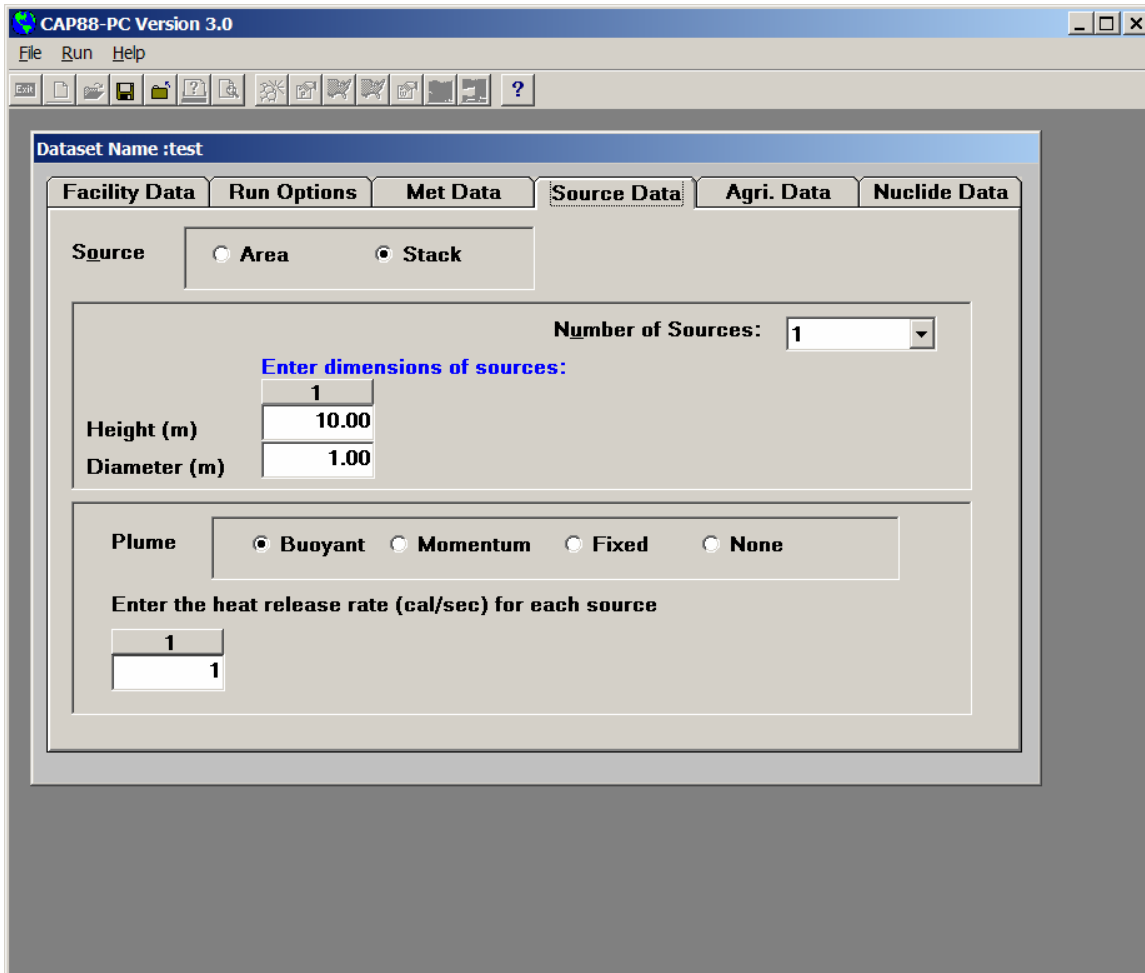 CAP88-PC Version 3.0
File Run Help
Exit ?
Dataset Name :test
Facility Data Run Options Met Data Source Data Agri. Data Nuclide Data
Source Area Stack
Number of Sources: 1
Enter dimensions of sources:
1
Height (m) 10.00
Diameter (m) 1.00
Plume Buoyant Momentum Fixed None
Enter the heat release rate (cal/sec) for each source
1
1